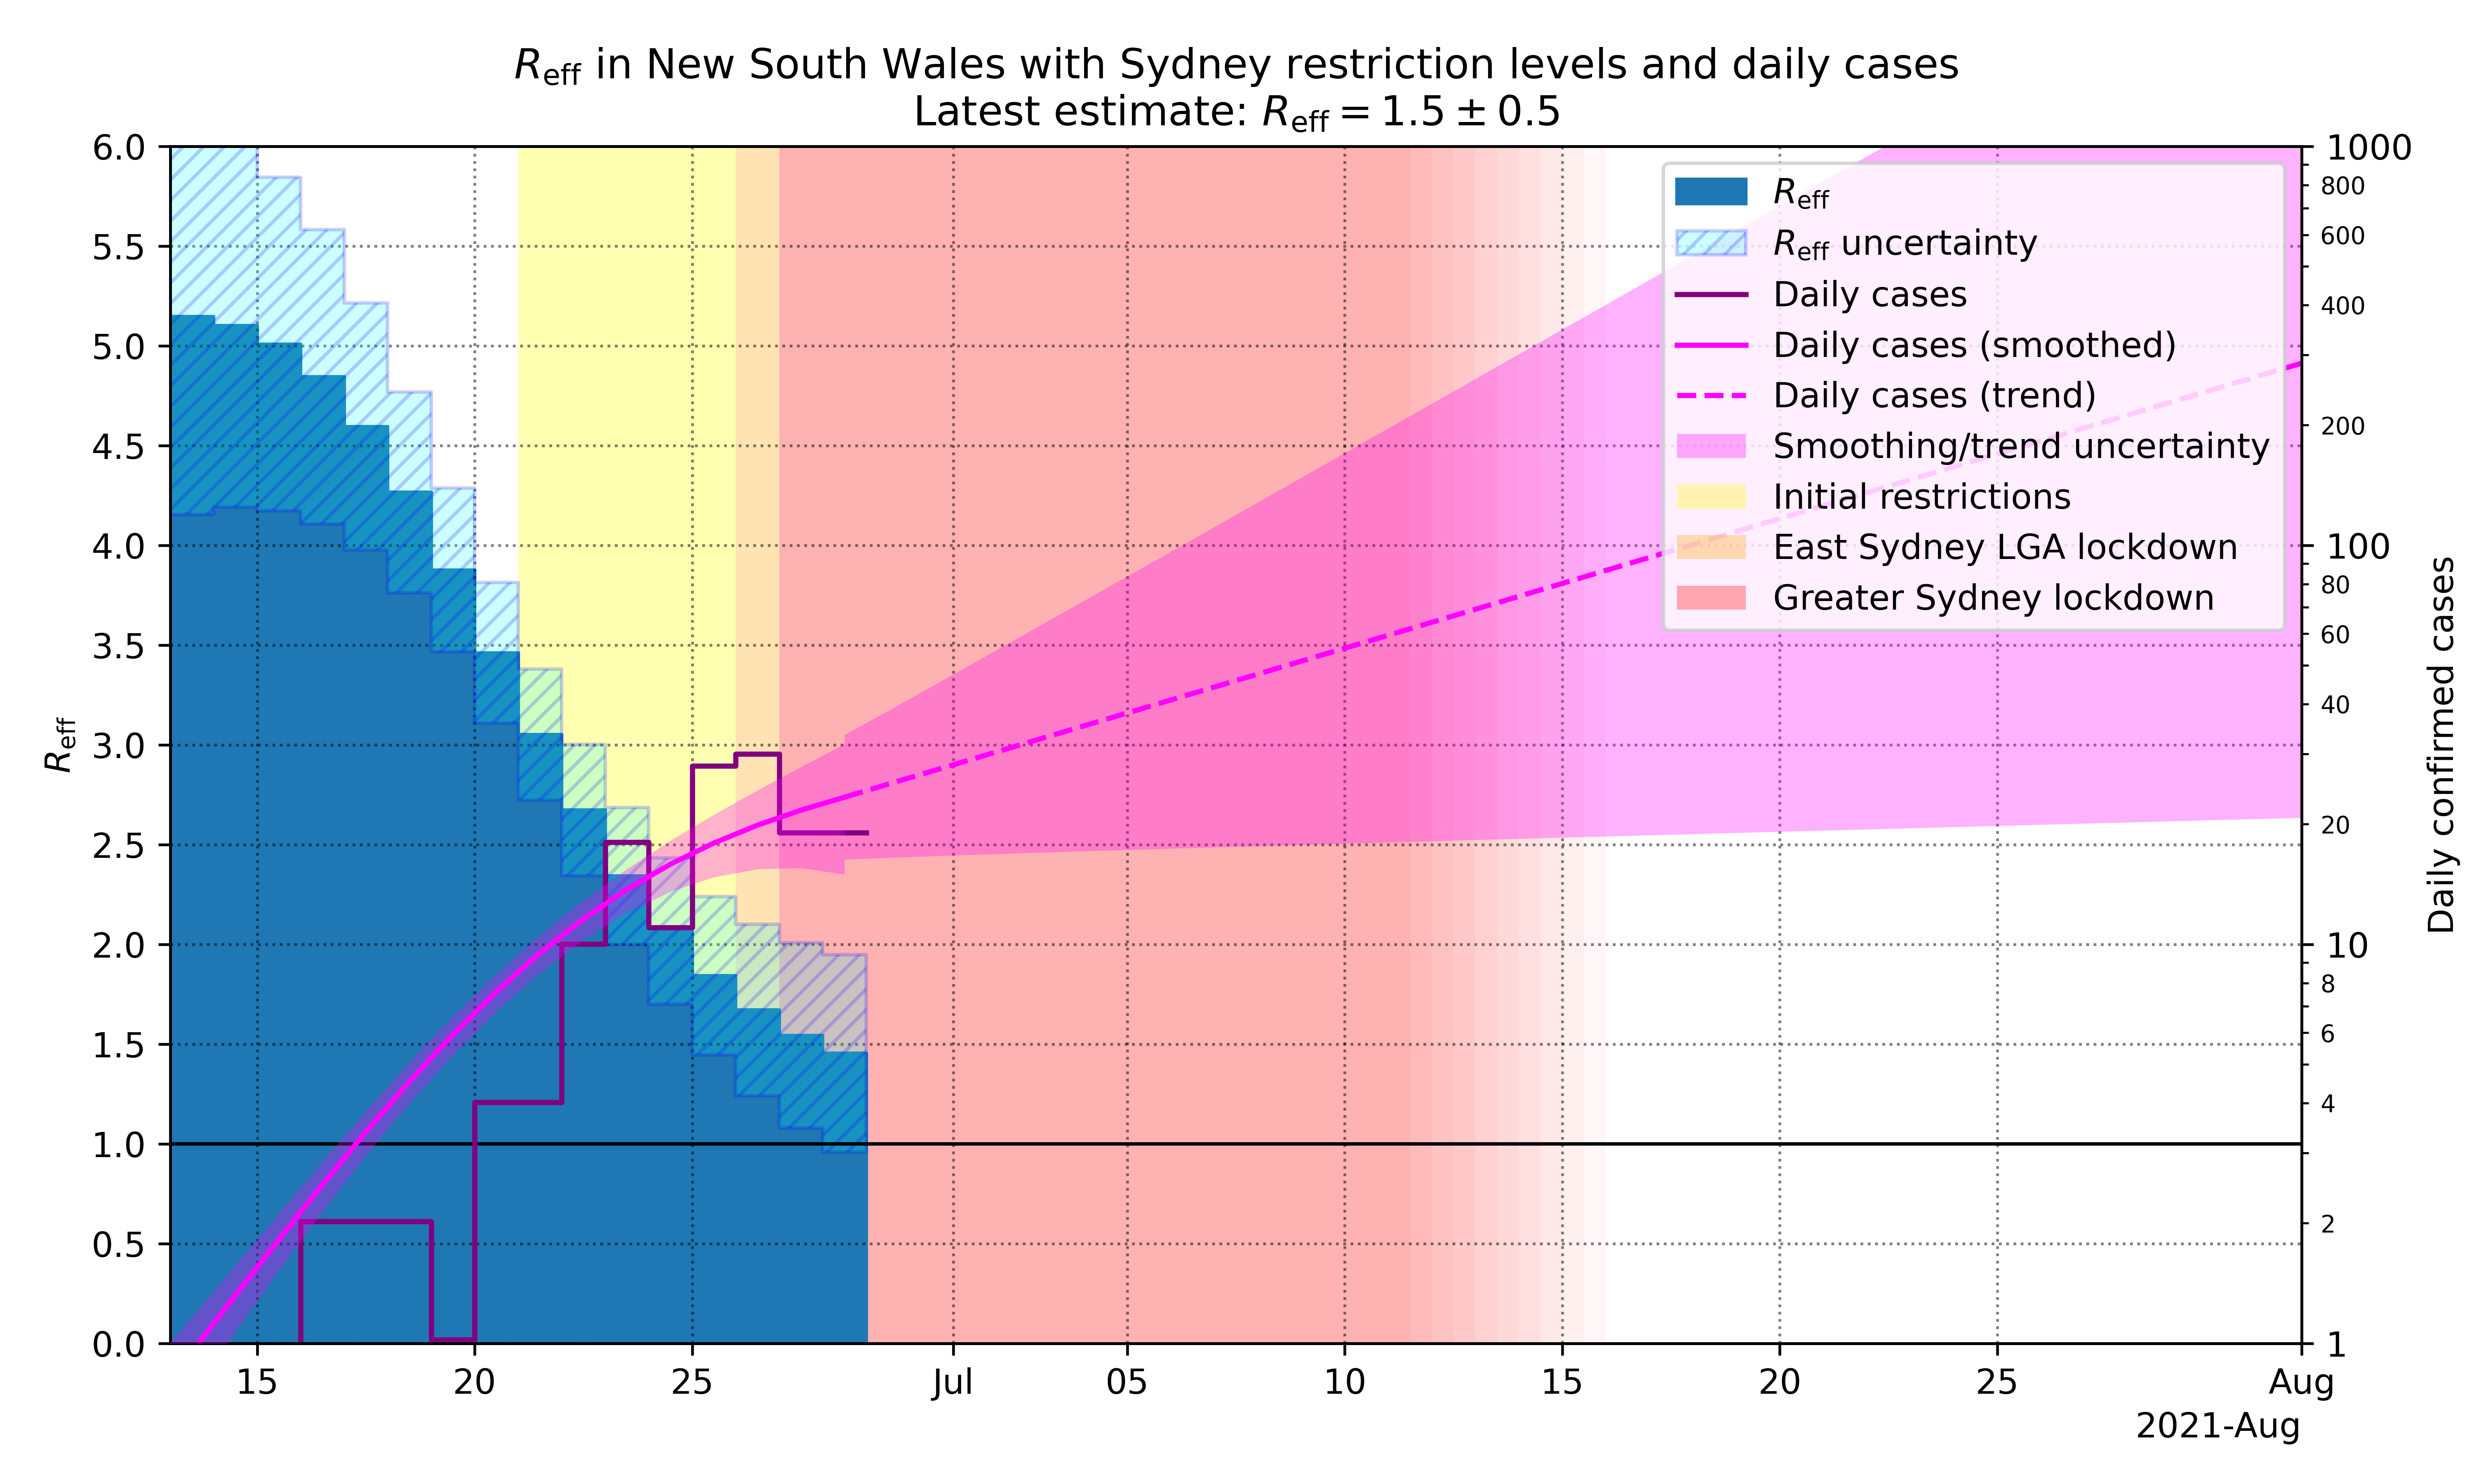 R_eff in New South Wales with Sydney restriction levels and daily cases
Latest estimate: R_eff = 1.5 ± 0.5
R_eff
6.0
5.5
5.0
4.5
4.0
3.5
3.0
2.5
2.0
1.5
1.0
0.5
0.0
R_eff
R_eff uncertainty
Daily cases
Daily cases (smoothed)
Daily cases (trend)
Smoothing/trend uncertainty
Initial restrictions
East Sydney LGA lockdown
Greater Sydney lockdown
1000
800
600
400
200
100
80
60
40
20
10
8
6
4
2
1
Daily confirmed cases
15 20 25 Jul 05 10 15 20 25 Aug
2021-Aug